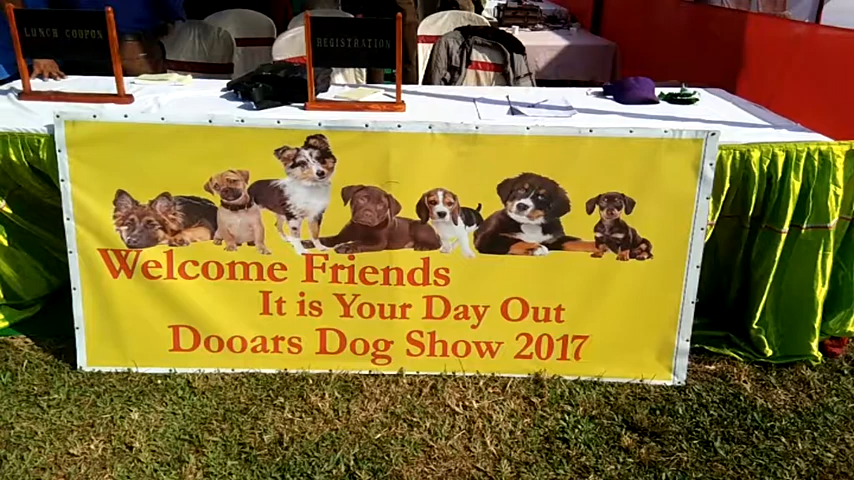 LUNCH COUPON
REGISTRATION
Welcome Friends
It is Your Day Out
Dooars Dog Show 2017